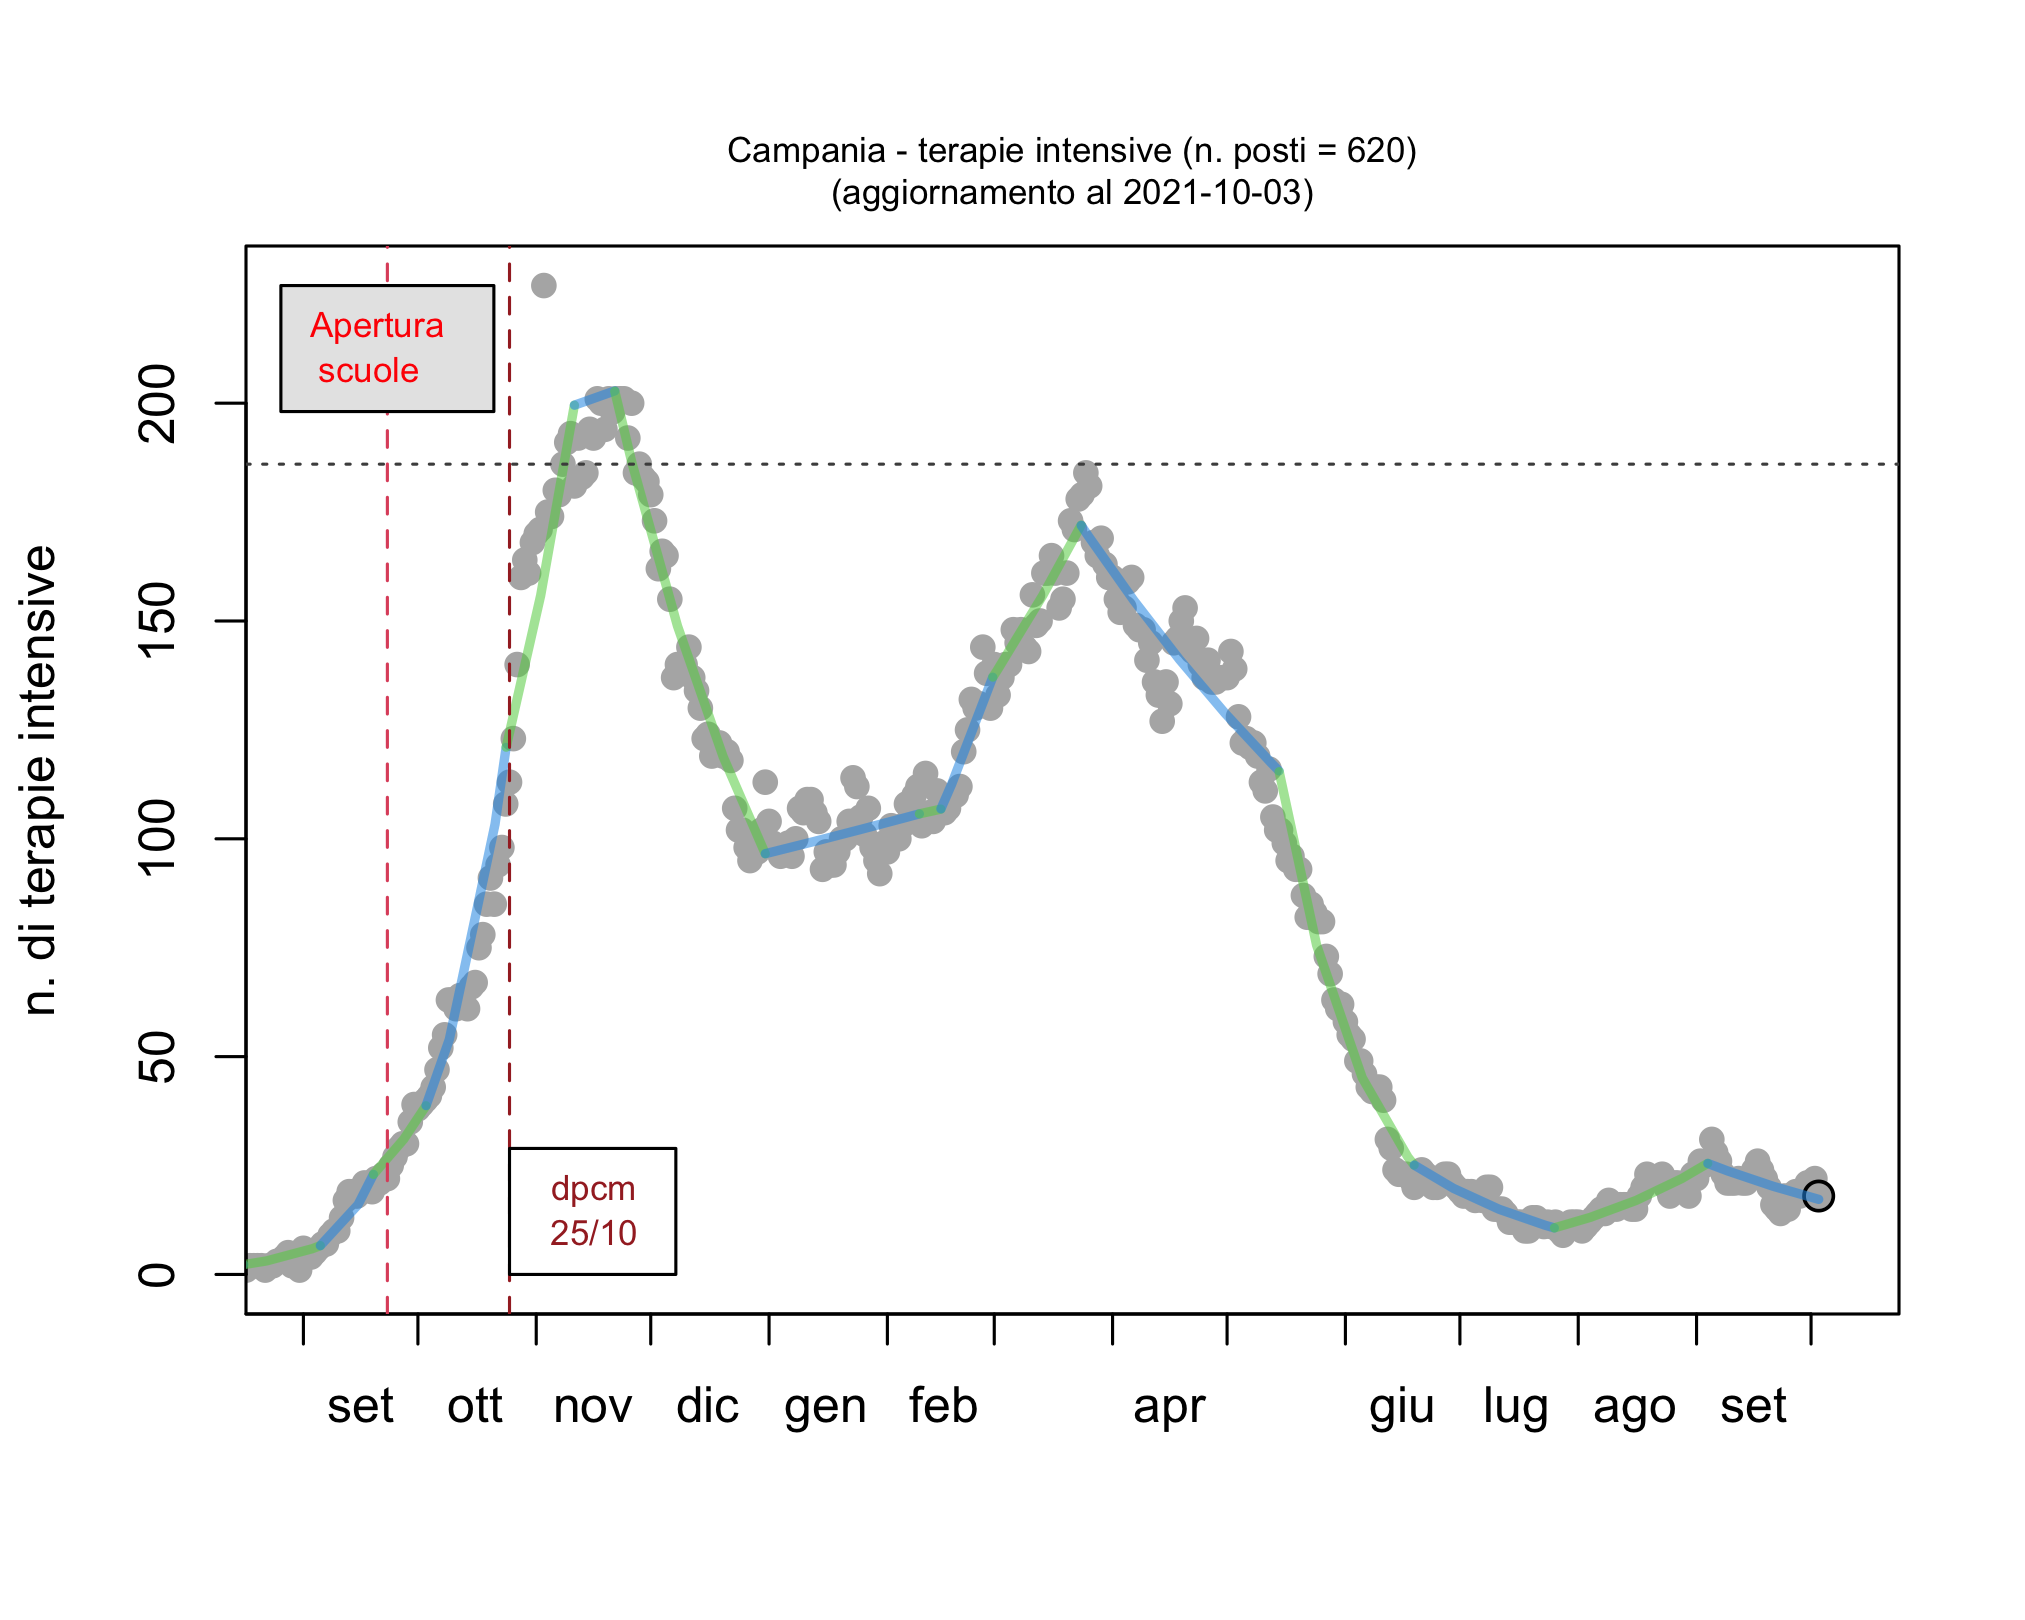 Campania - terapie intensive (n. posti = 620)
(aggiornamento al 2021-10-03)
n. di terapie intensive
200
150
100
50
0
Apertura
scuole
dpcm
25/10
set ott nov dic gen feb apr giu lug ago set